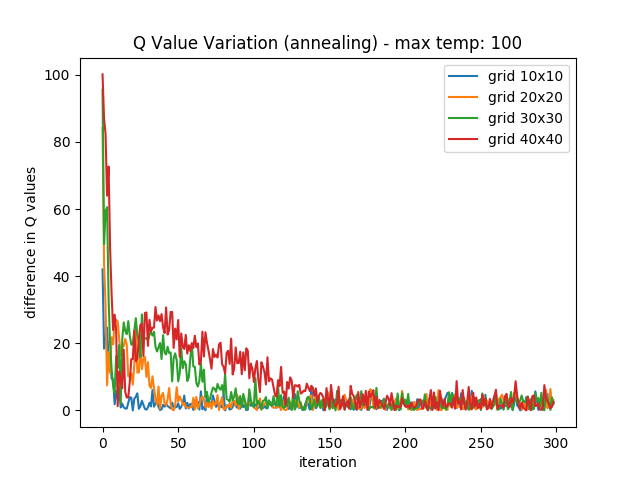 Q Value Variation (annealing) - max temp: 100
grid 10x10
grid 20x20
grid 30x30
grid 40x40
difference in Q values
100
80
60
40
20
0
0 50 100 150 200 250 300
iteration